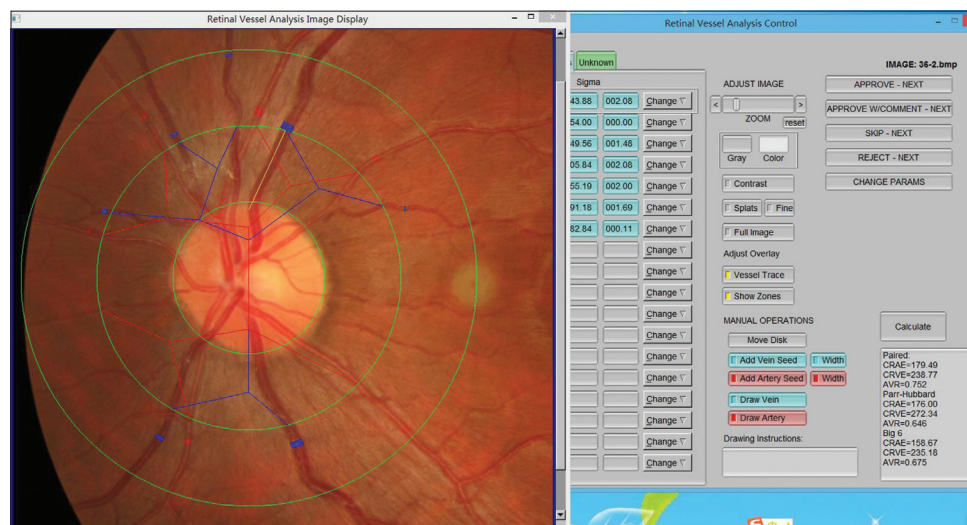 Retinal Vessel Analysis Image Display
Retinal Vessel Analysis Control
s Unknown
IMAGE: 36-2.bmp
Sigma
43.88 002.08 Change
54.00 000.00 Change
49.56 001.48 Change
05.84 002.08 Change
55.19 002.00 Change
91.18 001.69 Change
82.84 000.11 Change
Change
Change
Change
Change
Change
Change
Change
Change
Change
Change
Change
ADJUST IMAGE
< >
ZOOM reset
Gray Color
Contrast
Splats Fine
Full Image
Adjust Overlay
Vessel Trace
Show Zones
MANUAL OPERATIONS
Move Disk
Add Vein Seed Width
Add Artery Seed Width
Draw Vein
Draw Artery
Drawing Instructions:
APPROVE - NEXT
APPROVE W/COMMENT - NEXT
SKIP - NEXT
REJECT - NEXT
CHANGE PARAMS
Calculate
Paired:
CRAE=179.49
CRVE=238.77
AVR=0.752
Parr-Hubbard
CRAE=176.00
CRVE=272.34
AVR=0.646
Big 6
CRAE=158.67
CRVE=235.18
AVR=0.675